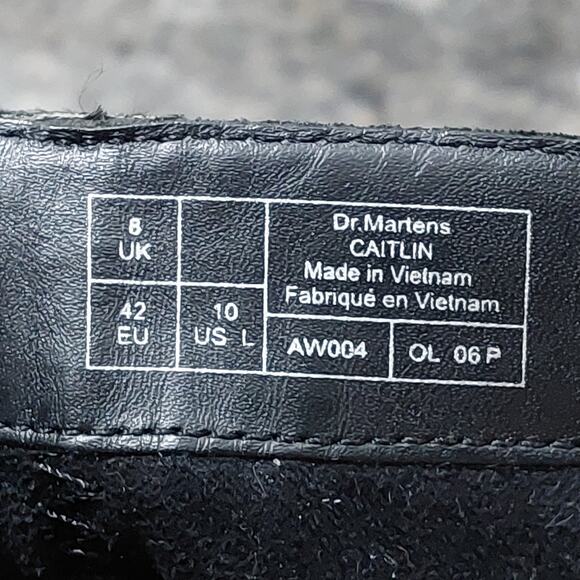 8
UK
42
EU
10
US L
Dr.Martens
CAITLIN
Made in Vietnam
Fabriqué en Vietnam
AW004
OL 06 P